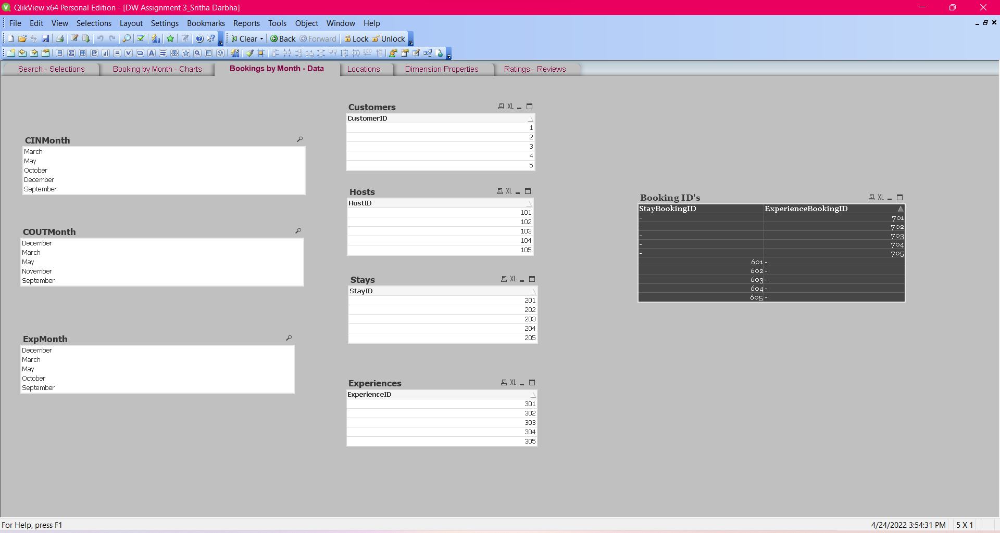 QlikView x64 Personal Edition - [DW Assignment 3_Sritha Darbha]
File Edit View Selections Layout Settings Bookmarks Reports Tools Object Window Help
Clear Back Forward Lock Unlock
Search - Selections Booking by Month - Charts Bookings by Month - Data Locations Dimension Properties Ratings - Reviews
CINMonth
March
May
October
December
September
COUTMonth
December
March
May
November
September
ExpMonth
December
March
May
October
September
Customers XL
CustomerID
1
2
3
4
5
Hosts XL
HostID
101
102
103
104
105
Stays XL
StayID
201
202
203
204
205
Experiences XL
ExperienceID
301
302
303
304
305
Booking ID's XL
StayBookingID ExperienceBookingID
- 701
- 702
- 703
- 704
- 705
601 -
602 -
603 -
604 -
605 -
For Help, press F1 4/24/2022 3:54:31 PM 5 X 1